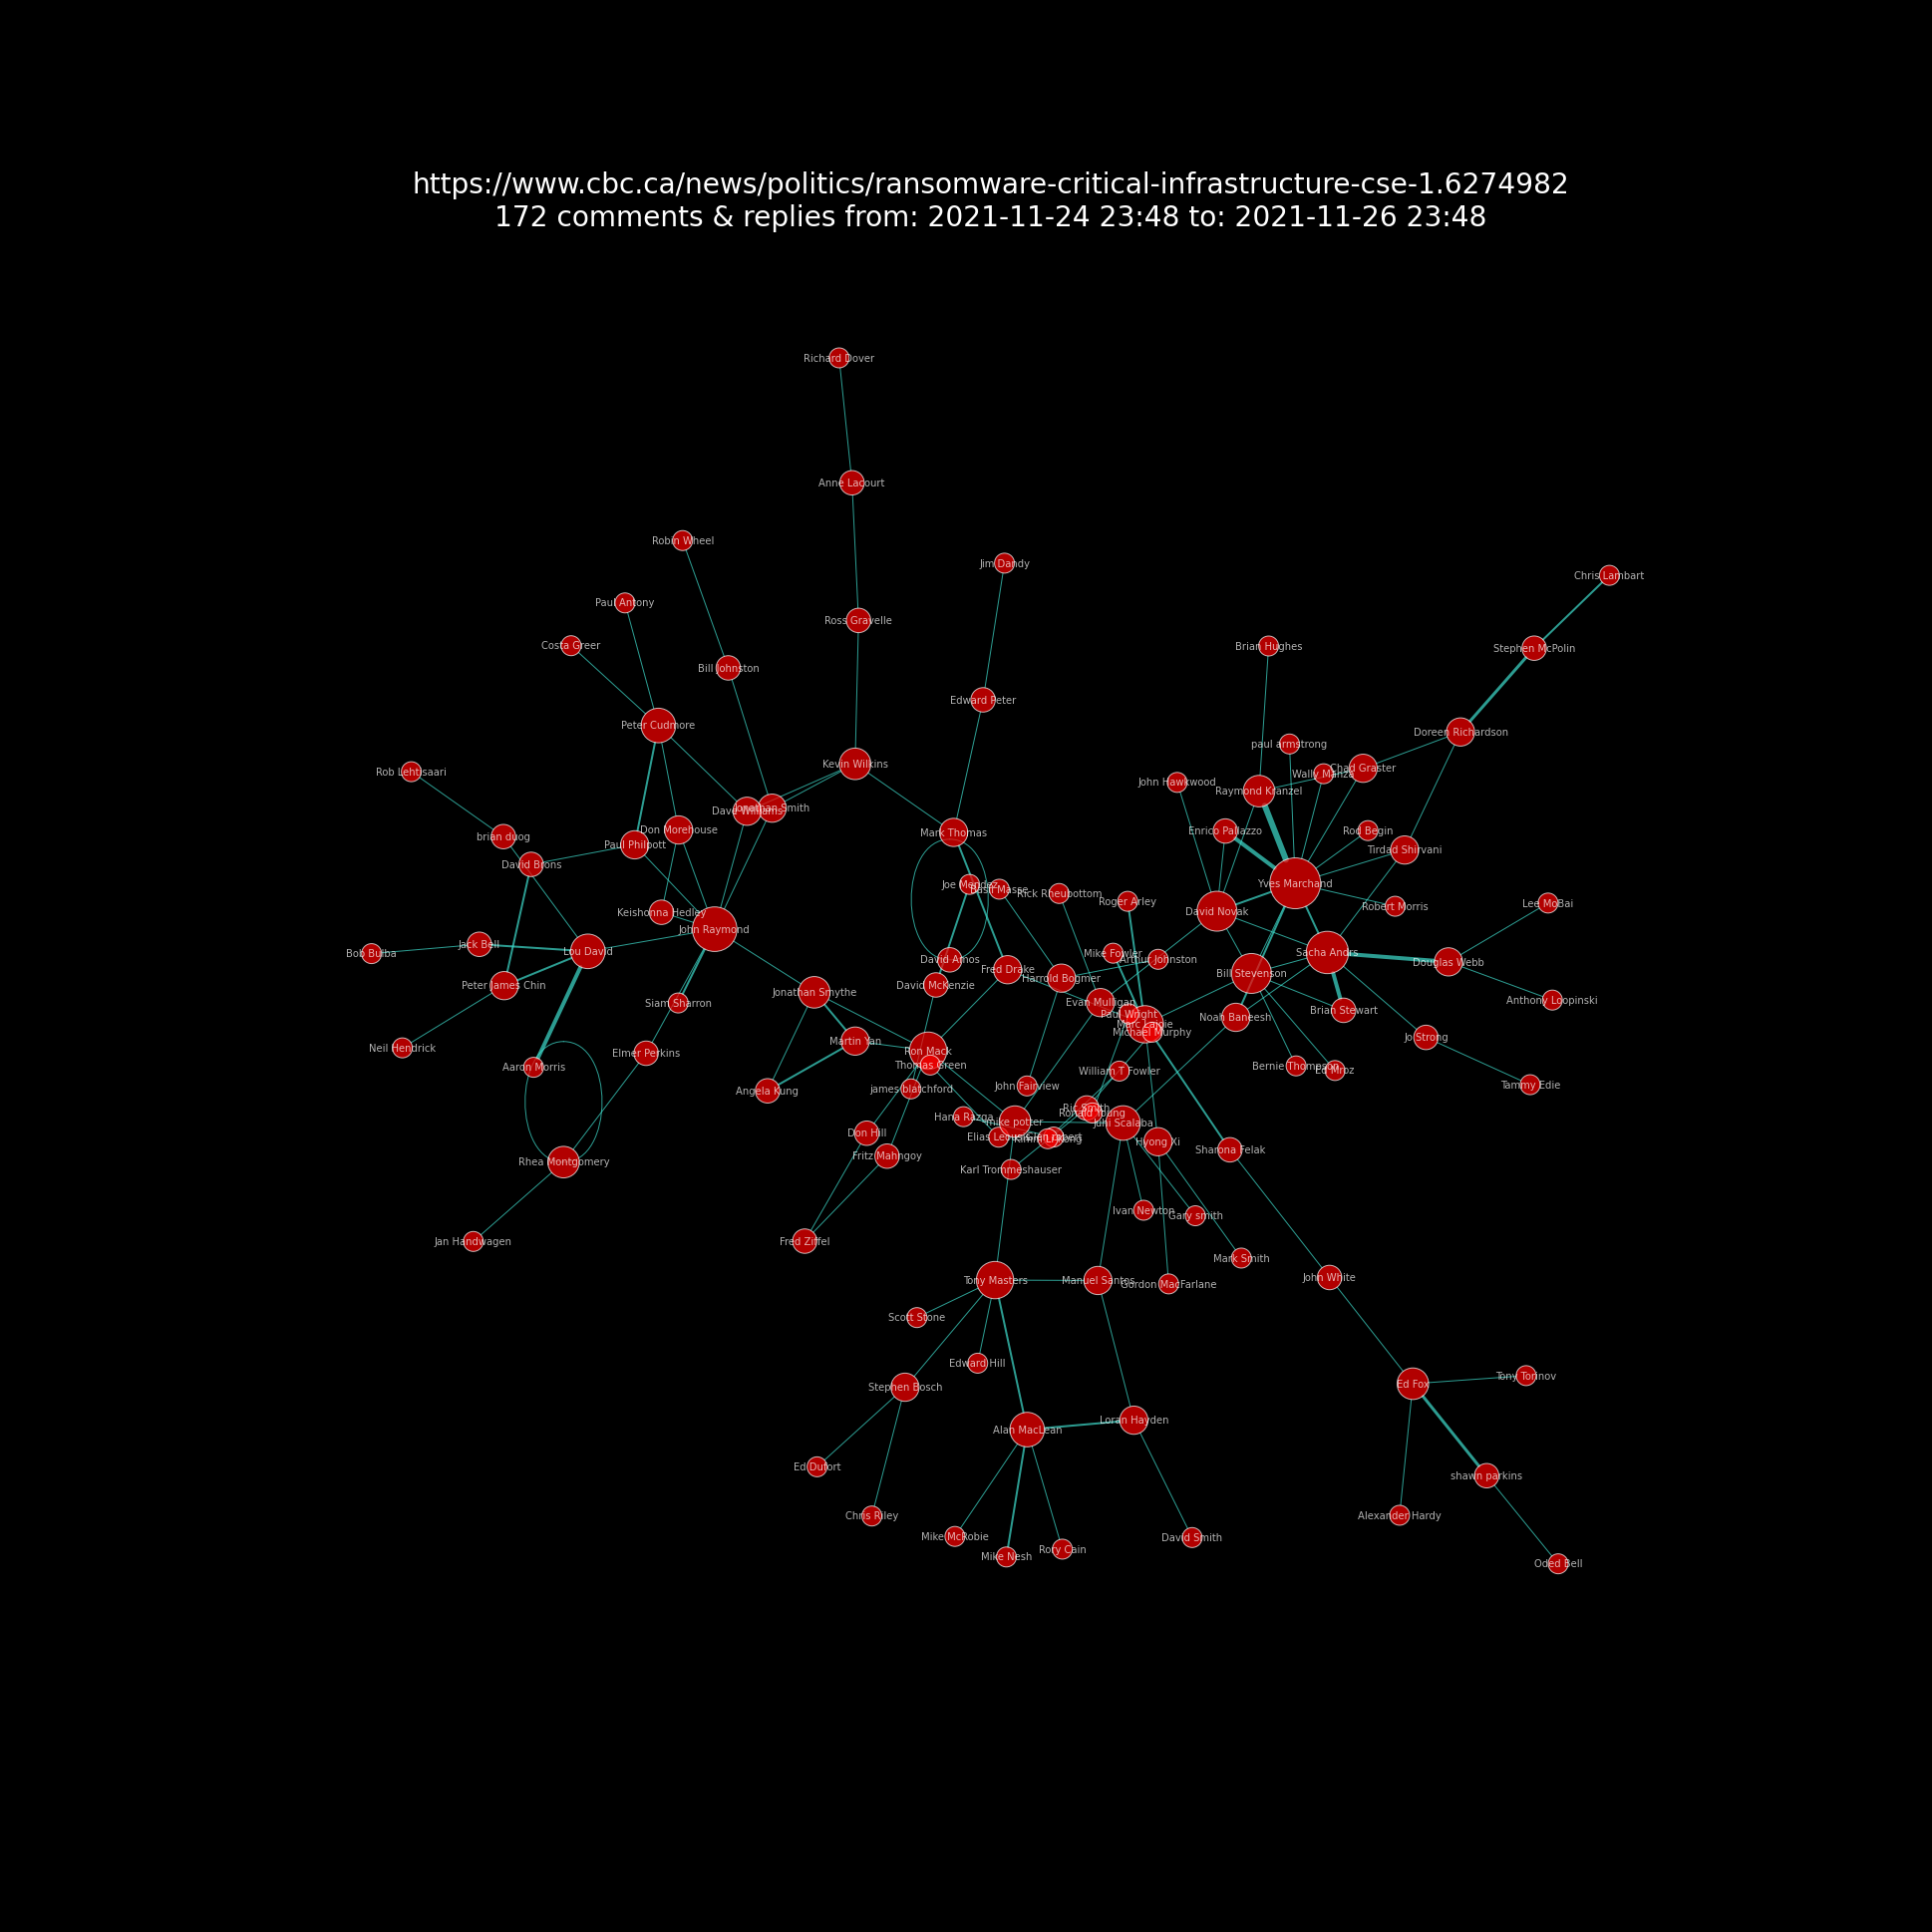 https://www.cbc.ca/news/politics/ransomware-critical-infrastructure-cse-1.6274982
172 comments & replies from: 2021-11-24 23:48 to: 2021-11-26 23:48
Richard Dover
Anne Lacourt
Robin Wheel
Jim Dandy
Chris Lambart
Paul Antony
Ross Gravelle
Costa Greer
Brian Hughes
Stephen McPolin
Bill Johnston
Edward Peter
Peter Cudmore
Doreen Richardson
paul armstrong
Kevin Wilkins
Chad Graster
Rob Lehtisaari
Wally Manza
John Hawkwood
Raymond Kranzel
Jonathan Smith
David Williams
Don Morehouse
Mark Thomas
Enrico Pallazzo
Rod Begin
brian duog
Paul Philpott
Tirdad Shirvani
David Brons
Joe Mendez
Yves Marchand
Masse
Rick Rheubottom
Roger Arley
Lee McBai
Robert Morris
Keishonna Hedley
David Novak
John Raymond
Jack Bell
Lou David
Bob Bulba
Mike Fowler
Sacha Andrs
David Amos
Arthur Johnston
Douglas Webb
Fred Drake
Bill Stevenson
Harrold Bogmer
Peter James Chin
David McKenzie
Jonathan Smythe
Anthony Loopinski
Siam Sharron
Evan Mulligan
Brian Stewart
Paul Wright
Noah Baneesh
Marc Lajoie
Michael Murphy
Jo Strong
Martin Yan
Neil Hendrick
Ron Mack
Elmer Perkins
Thomas Green
Aaron Morris
Bernie Thompson
Ed Mroz
William T Fowler
Tammy Edie
John Fairview
james blatchford
Angela Kung
Ric Smith
Ronald Young
Hana Razga
mike potter
Juhi Scalaba
Don Hill
Elias
Hyong Xi
Sharona Felak
Fritz Mahngoy
Rhea Montgomery
Karl Trommeshauser
Ivan Newton
Gary smith
Jan Handwagen
Fred Ziffel
Mark Smith
John White
Tony Masters
Manuel Santos
Gordon MacFarlane
Scott Stone
Edward Hill
Tony Torinov
Ed Fox
Stephen Bosch
Loran Hayden
Alan MacLean
Ed Dufort
shawn parkins
Chris Riley
Alexander Hardy
Mike McRobie
David Smith
Rory Cain
Mike Nesh
Oded Bell